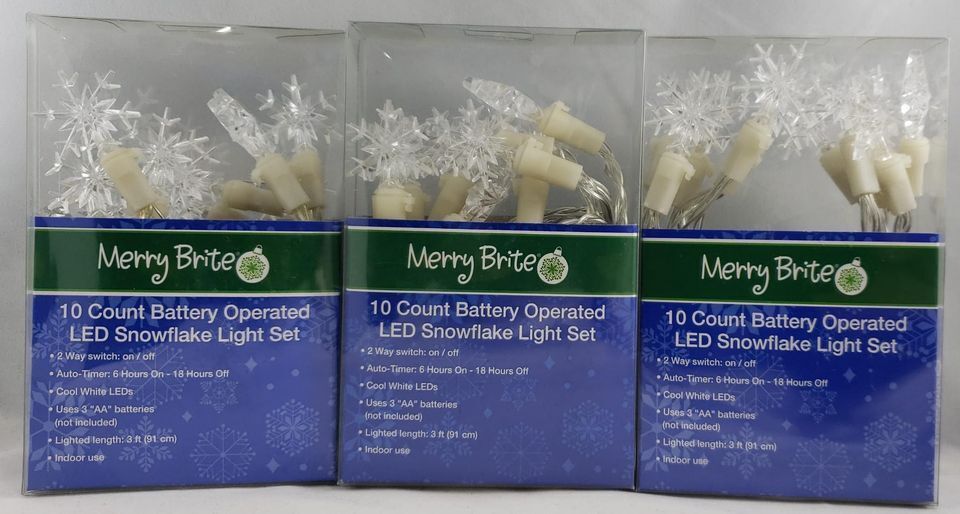 Merry Brite
10 Count Battery Operated
LED Snowflake Light Set
• 2 Way switch: on / off
• Auto-Timer: 6 Hours On - 18 Hours Off
• Cool White LEDs
• Uses 3 "AA" batteries
(not included)
• Lighted length: 3 ft (91 cm)
• Indoor use
Merry Brite
10 Count Battery Operated
LED Snowflake Light Set
• 2 Way switch: on / off
• Auto-Timer: 6 Hours On - 18 Hours Off
• Cool White LEDs
• Uses 3 "AA" batteries
(not included)
• Lighted length: 3 ft (91 cm)
• Indoor use
Merry Brite
10 Count Battery Operated
LED Snowflake Light Set
• 2 Way switch: on / off
• Auto-Timer: 6 Hours On - 18 Hours Off
• Cool White LEDs
• Uses 3 "AA" batteries
(not included)
• Lighted length: 3 ft (91 cm)
• Indoor use